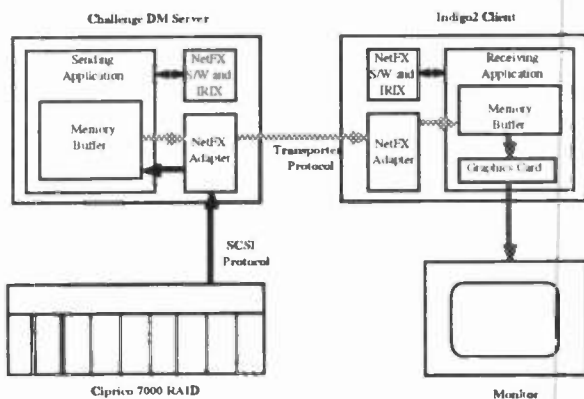 Challenge DM Server
Sending
Application
NetFX
S/W and
IRIX
Memory
Buffer
NetFX
Adapter
Transporter
Protocol
SCSI
Protocol
Ciprico 7000 RAID
Indigo2 Client
NetFX
S/W and
IRIX
Receiving
Application
NetFX
Adapter
Memory
Buffer
Graphics Card
Monitor